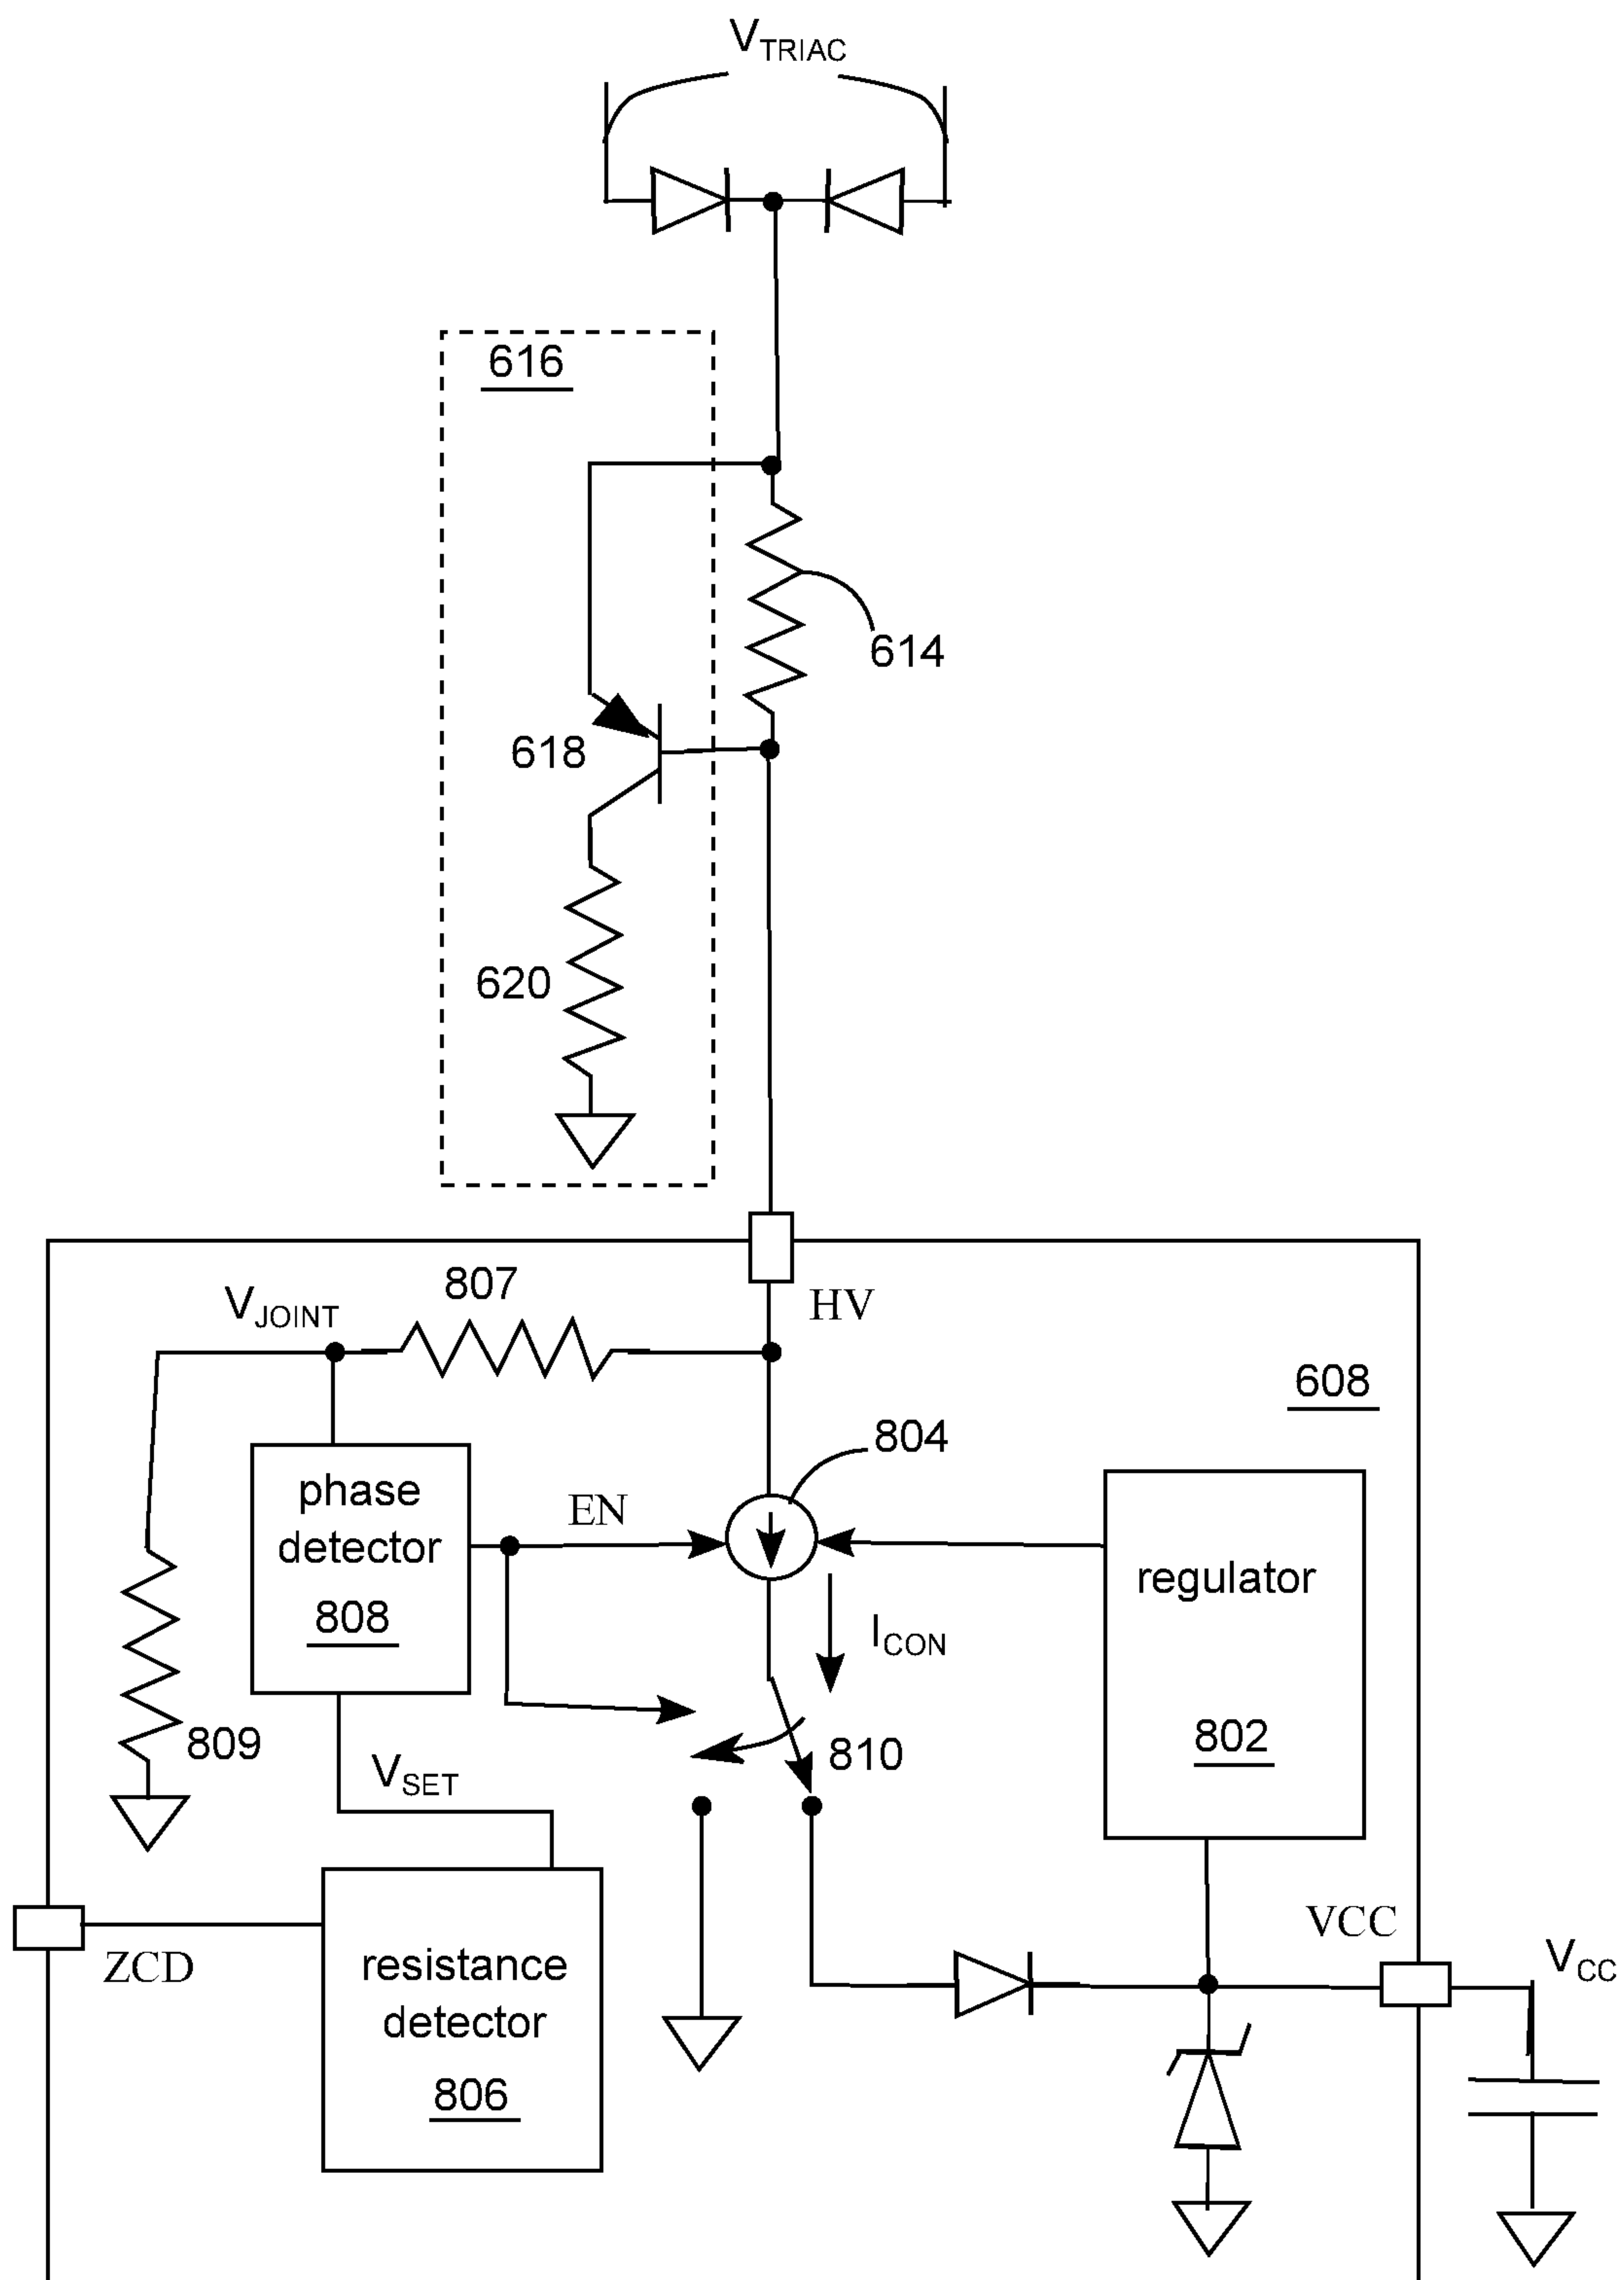 VTRIAC
616
614
618
620
HV
807
VJOINT
608
804
phase
detector
808
EN
regulator
802
ICON
810
809
VSET
ZCD
resistance
detector
806
VCC
VCC